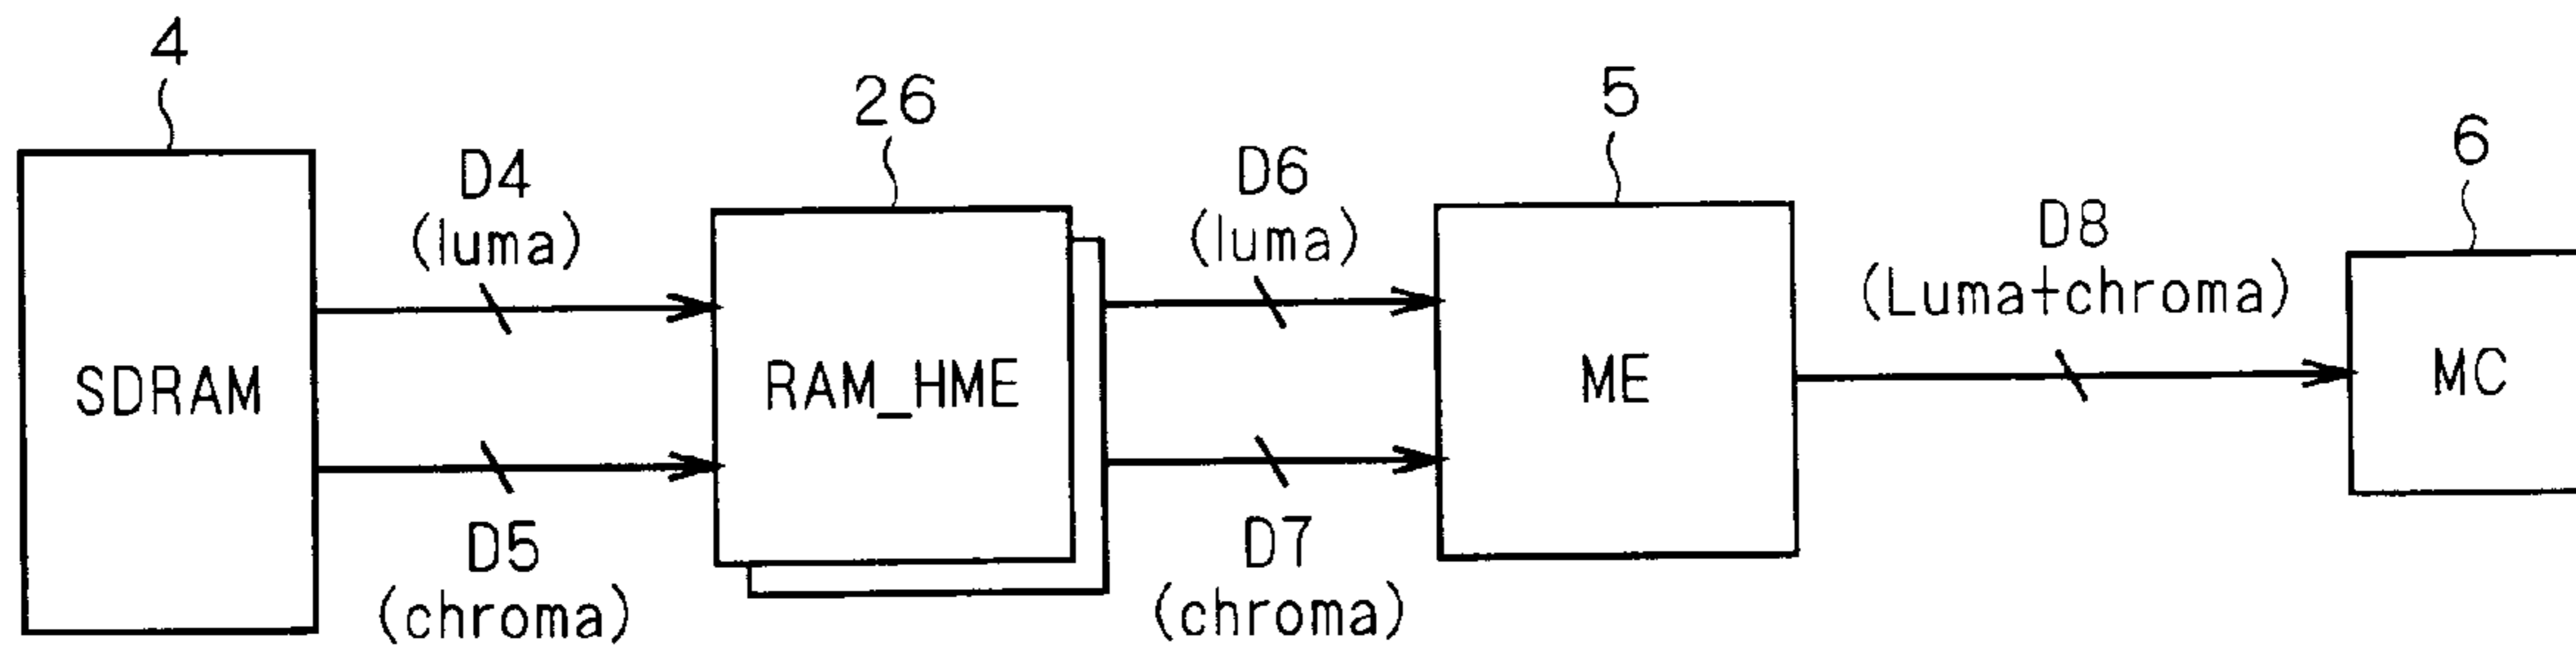 4
26
5
6
D4
(luma)
D6
(luma)
D8
(Luma+chroma)
SDRAM
RAM_HME
ME
MC
D5
(chroma)
D7
(chroma)